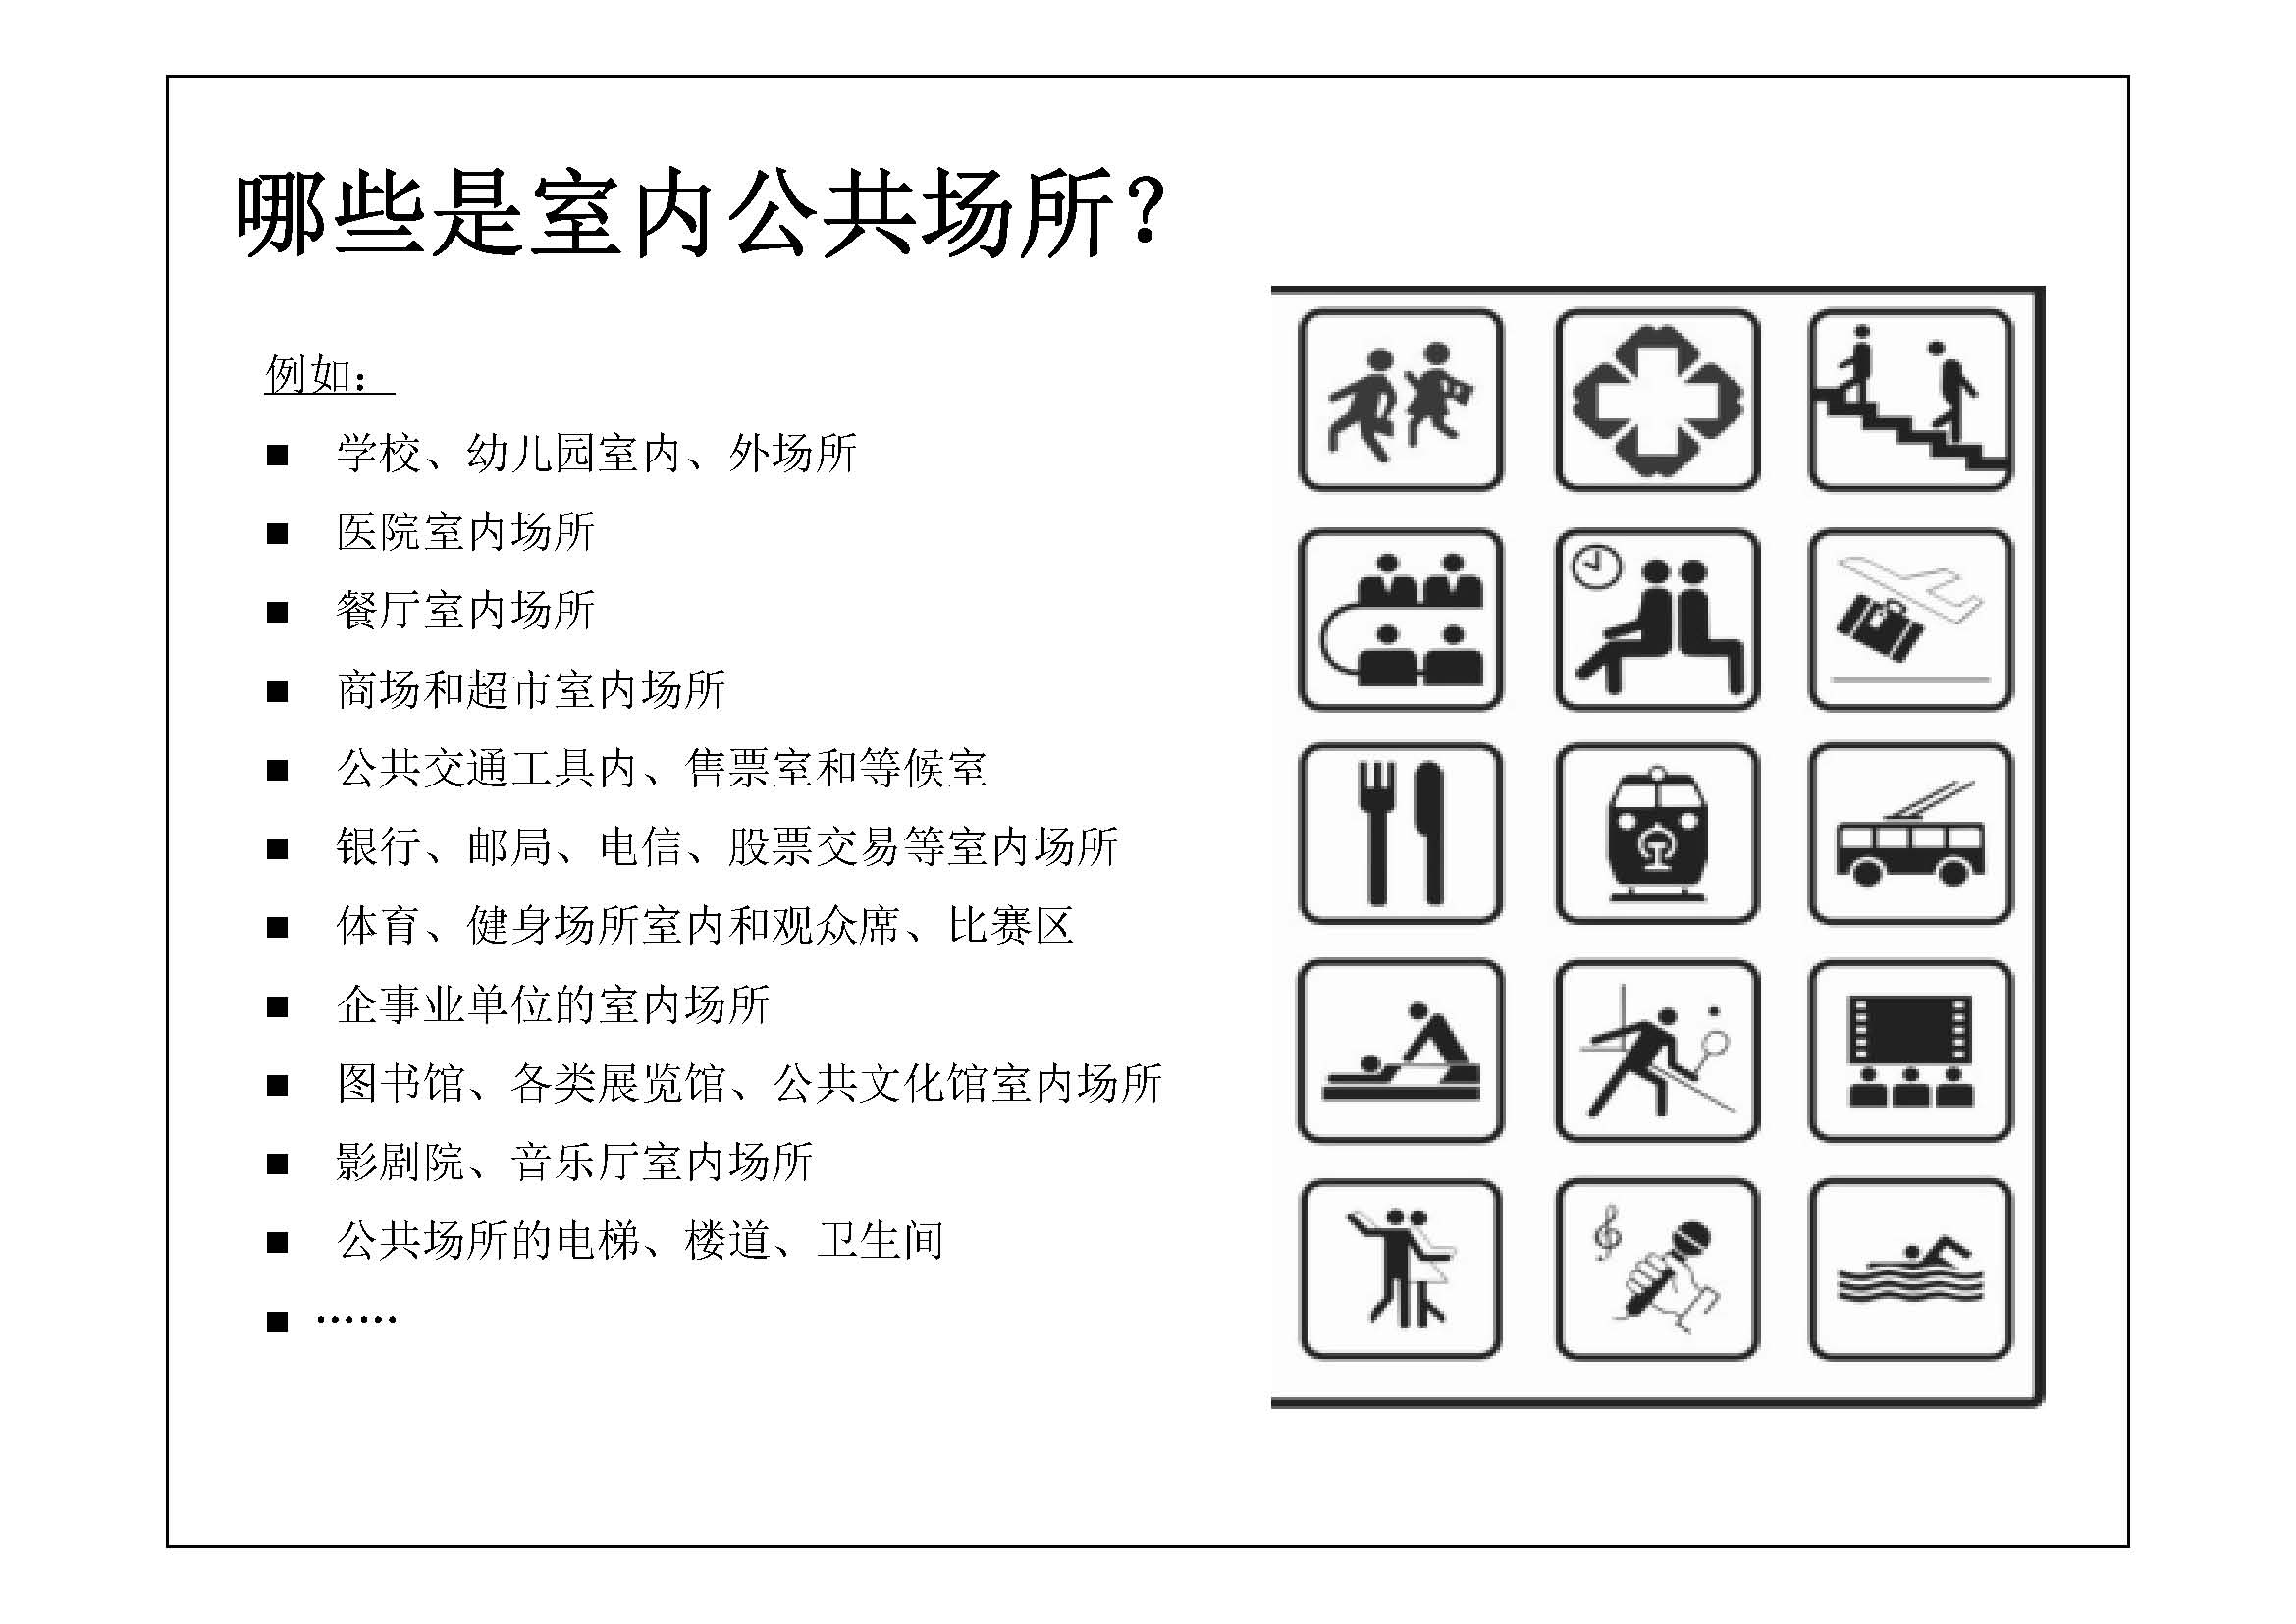 哪些是室内公共场所?
例如：
■ 学校、幼儿园室内、外场所
■ 医院室内场所
■ 餐厅室内场所
■ 商场和超市室内场所
■ 公共交通工具内、售票室和等候室
■ 银行、邮局、电信、股票交易等室内场所
■ 体育、健身场所室内和观众席、比赛区
■ 企事业单位的室内场所
■ 图书馆、各类展览馆、公共文化馆室内场所
■ 影剧院、音乐厅室内场所
■ 公共场所的电梯、楼道、卫生间
■ ……